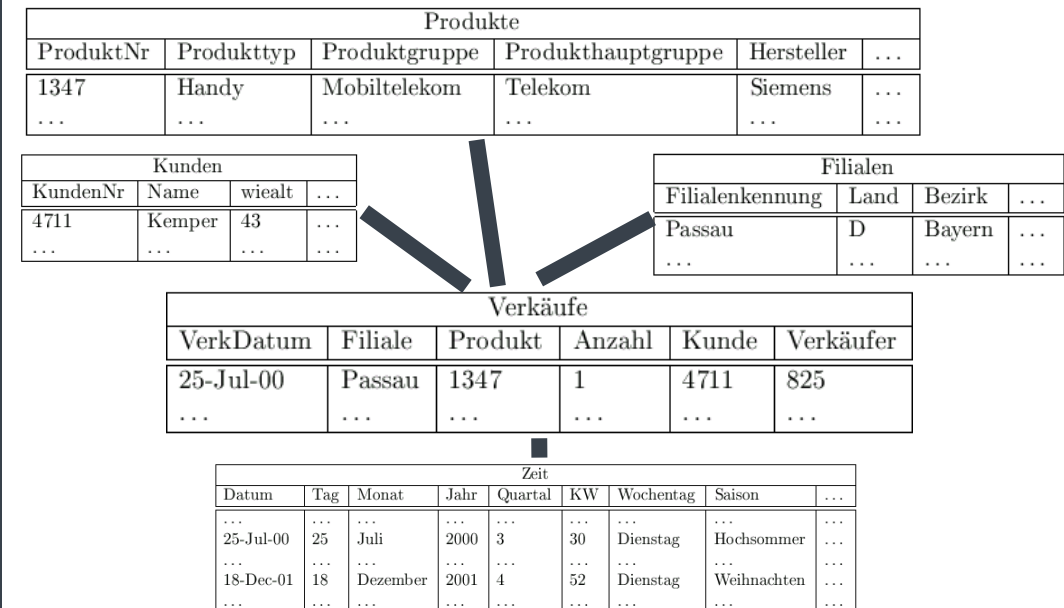 Produkte
ProduktNr Produkttyp Produktgruppe Produkthauptgruppe Hersteller ...
1347 Handy Mobiltelekom Telekom Siemens ...
... ... ... ... ... ...
Kunden
KundenNr Name wiealt ...
4711 Kemper 43 ...
... ... ... ...
Filialen
Filialenkennung Land Bezirk ...
Passau D Bayern ...
... ... ... ...
Verkäufe
VerkDatum Filiale Produkt Anzahl Kunde Verkäufer
25-Jul-00 Passau 1347 1 4711 825
... ... ... ... ... ...
Zeit
Datum Tag Monat Jahr Quartal KW Wochentag Saison ...
... ... ... ... ... ... ... ... ...
25-Jul-00 25 Juli 2000 3 30 Dienstag Hochsommer ...
... ... ... ... ... ... ... ... ...
18-Dec-01 18 Dezember 2001 4 52 Dienstag Weihnachten ...
... ... ... ... ... ... ... ... ...